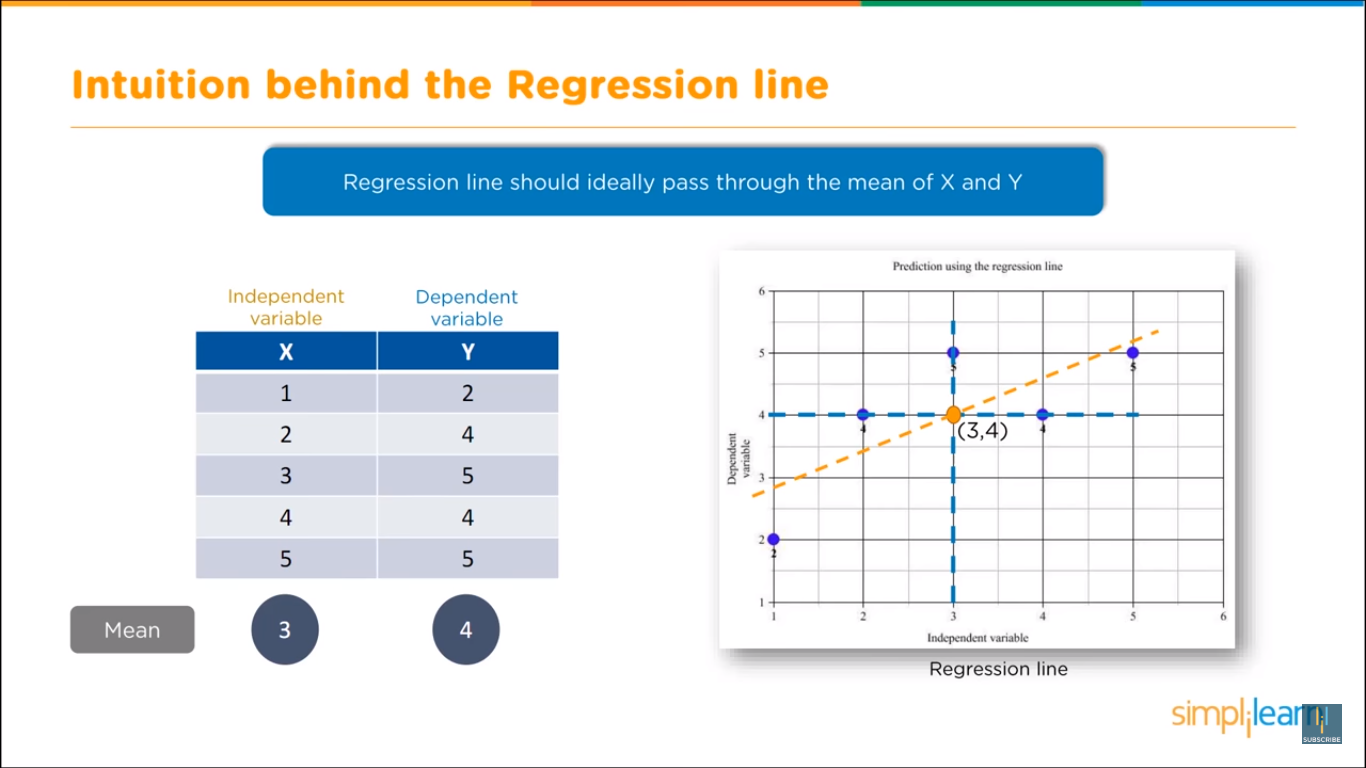 Intuition behind the Regression line
Regression line should ideally pass through the mean of X and Y
Independent
variable
Dependent
variable
X Y
1 2
2 4
3 5
4 4
5 5
Mean 3 4
Prediction using the regression line
6
5
4
3
2
1
Dependent
variable
5
5
4
4
2
(3,4)
1 2 3 4 5 6
Independent variable
Regression line
simplilearn
SUBSCRIBE